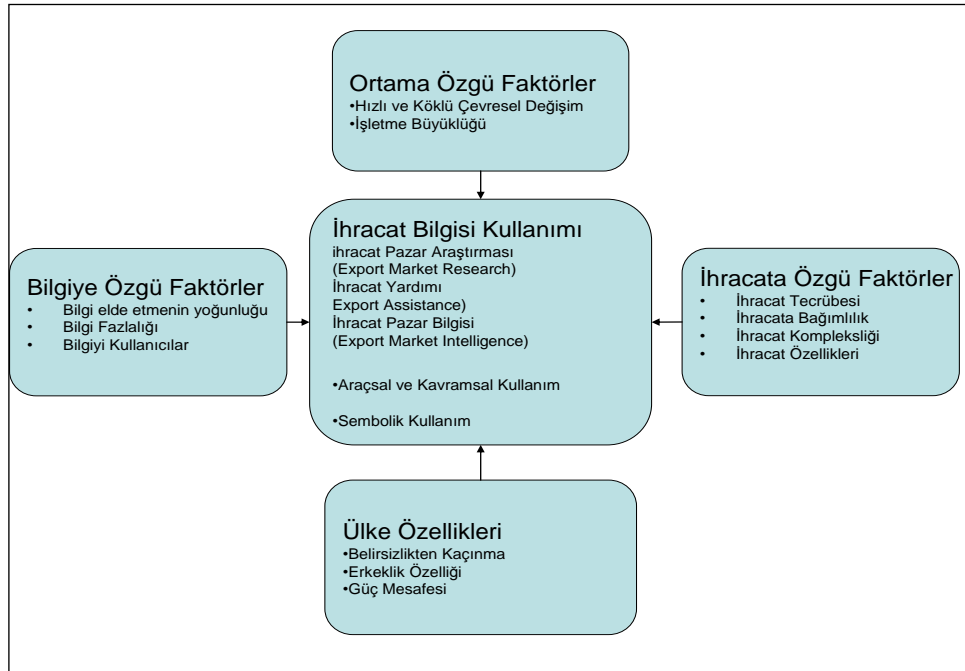 Ortama Özgü Faktörler
•Hızlı ve Köklü Çevresel Değişim
•İşletme Büyüklüğü
İhracat Bilgisi Kullanımı
ihracat Pazar Araştırması
(Export Market Research)
İhracat Yardımı
Export Assistance)
İhracat Pazar Bilgisi
(Export Market Intelligence)
•Araçsal ve Kavramsal Kullanım
•Sembolik Kullanım
Bilgiye Özgü Faktörler
• Bilgi elde etmenin yoğunluğu
• Bilgi Fazlalığı
• Bilgiyi Kullanıcılar
İhracata Özgü Faktörler
• İhracat Tecrübesi
• İhracata Bağımlılık
• İhracat Kompleksliği
• İhracat Özellikleri
Ülke Özellikleri
•Belirsizlikten Kaçınma
•Erkeklik Özelliği
•Güç Mesafesi